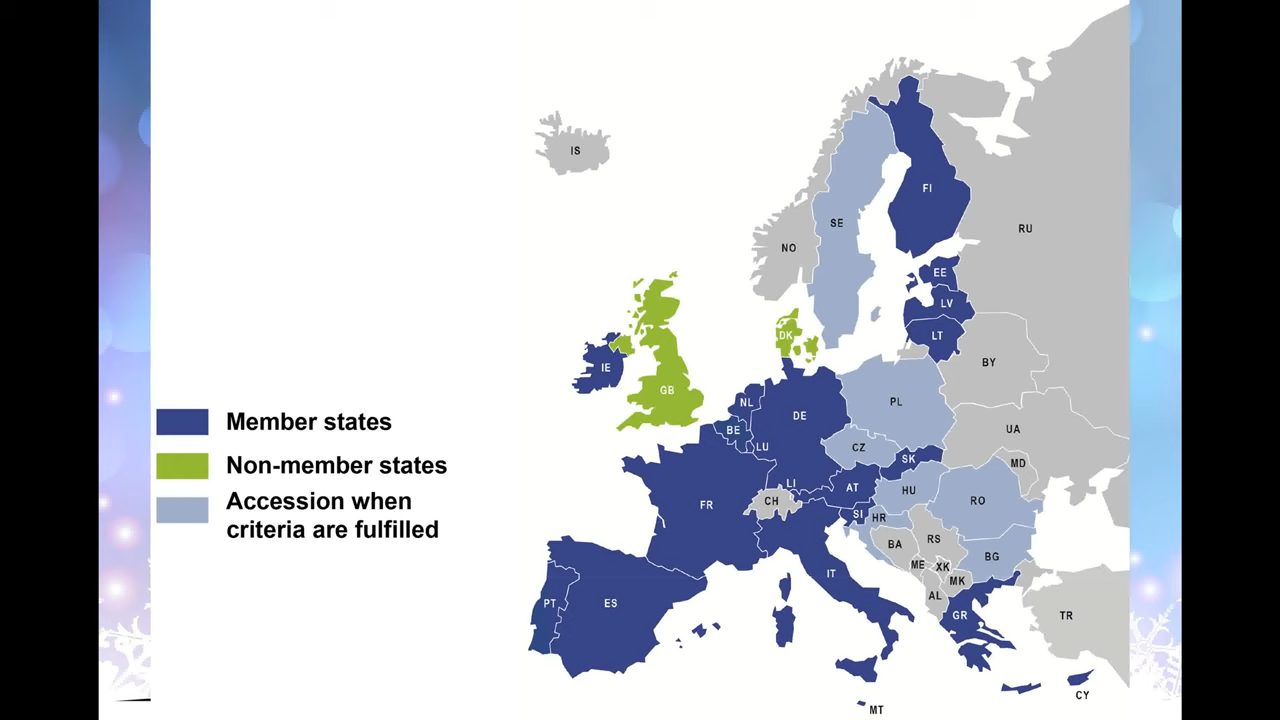 IS
FI
SE
RU
NO
EE
LV
DK
LT
IE
BY
GB
NL
PL
DE
Member states
BE
UA
LU
CZ
SK
MD
Non-member states
LI
AT
HU
CH
RO
FR
Accession when
criteria are fulfilled
SI
HR
RS
BA
BG
ME
XK
IT
MK
AL
PT
ES
GR
TR
CY
MT